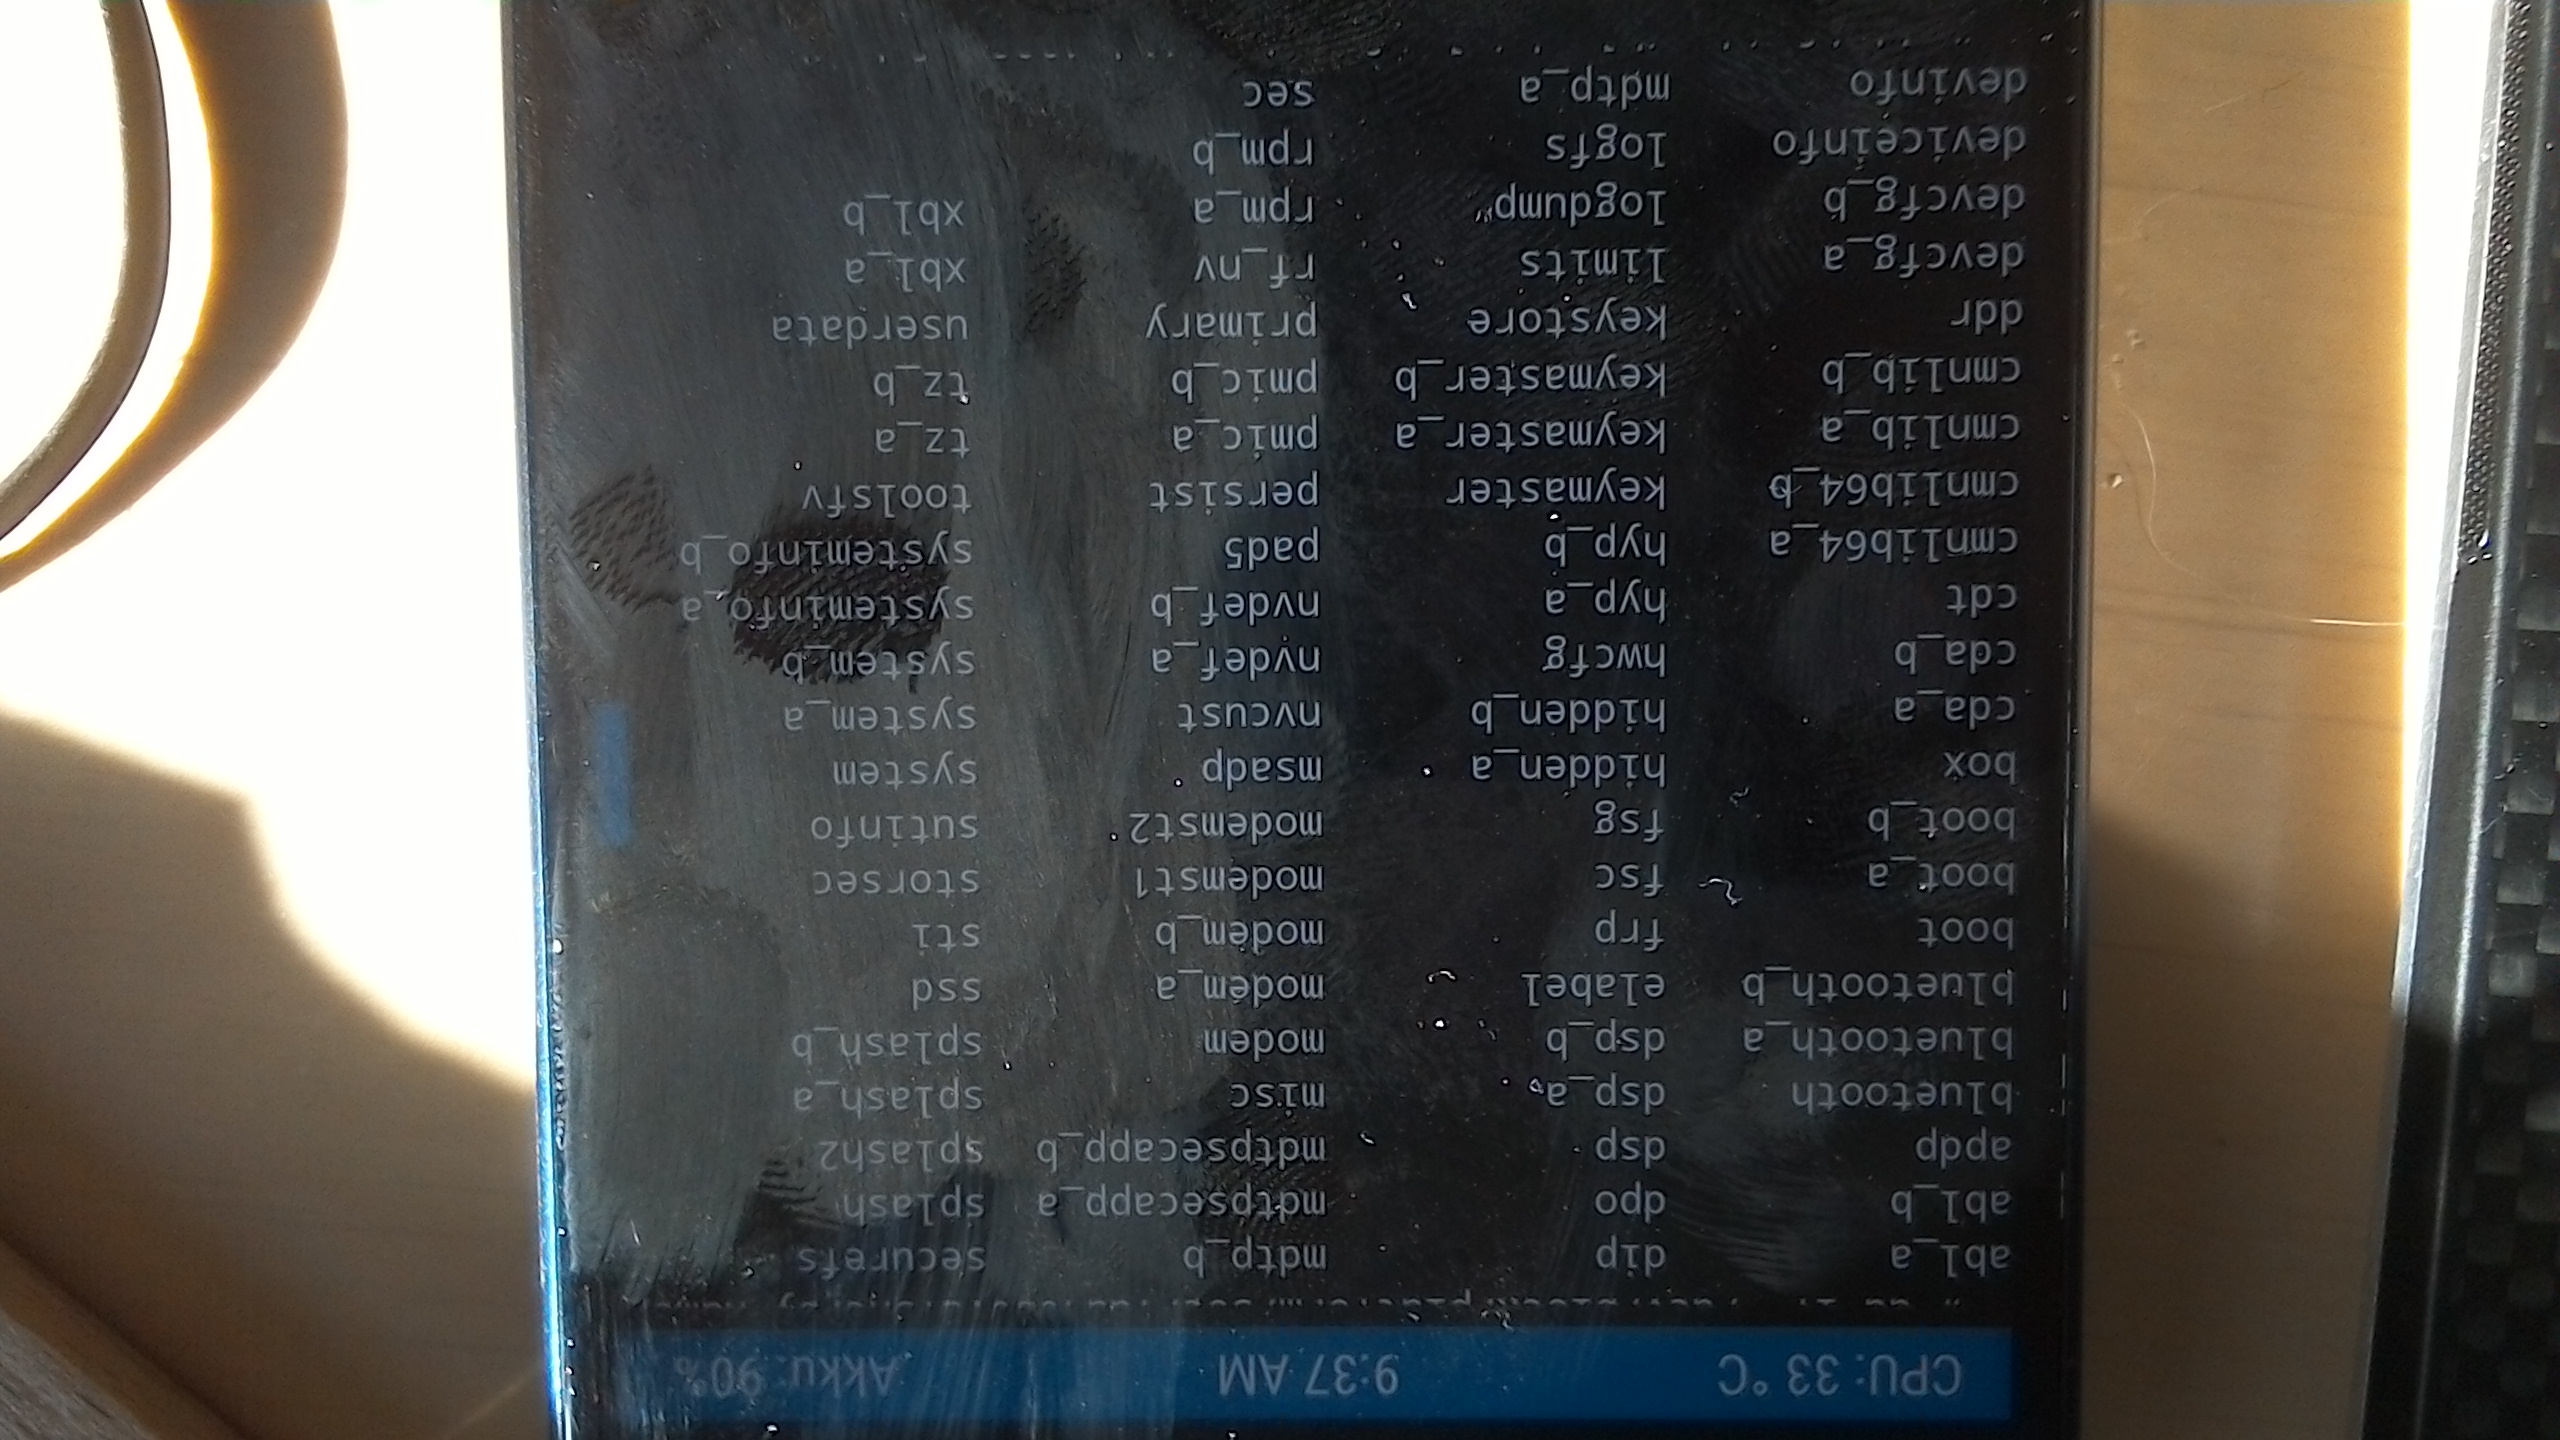 CPU: 33 °C 9:37 AM Akku: 90%
abl_a dip mdtp_b securefs
abl_b dpo mdtpsecapp_a splash
apdp dsp mdtpsecapp_b splash2
bluetooth dsp_a misc splash_a
bluetooth_a dsp_b modem splash_b
bluetooth_b elabel modem_a ssd
boot frp modem_b sti
boot_a fsc modemst1 storsec
boot_b fsg modemst2 sutinfo
box hidden_a msadp system
cda_a hidden_b nvcust system_a
cda_b hwcfg nvdef_a system_b
cdt hyp_a nvdef_b systeminfo_a
cmnlib64_a hyp_b pad5 systeminfo_b
cmnlib64_b keymaster persist toolsfv
cmnlib_a keymaster_a pmic_a tz_a
cmnlib_b keymaster_b pmic_b tz_b
ddr keystore primary userdata
devcfg_a limits rf_nv xbl_a
devcfg_b logdump rpm_a xbl_b
deviceinfo logfs rpm_b
devinfo mdtp_a sec